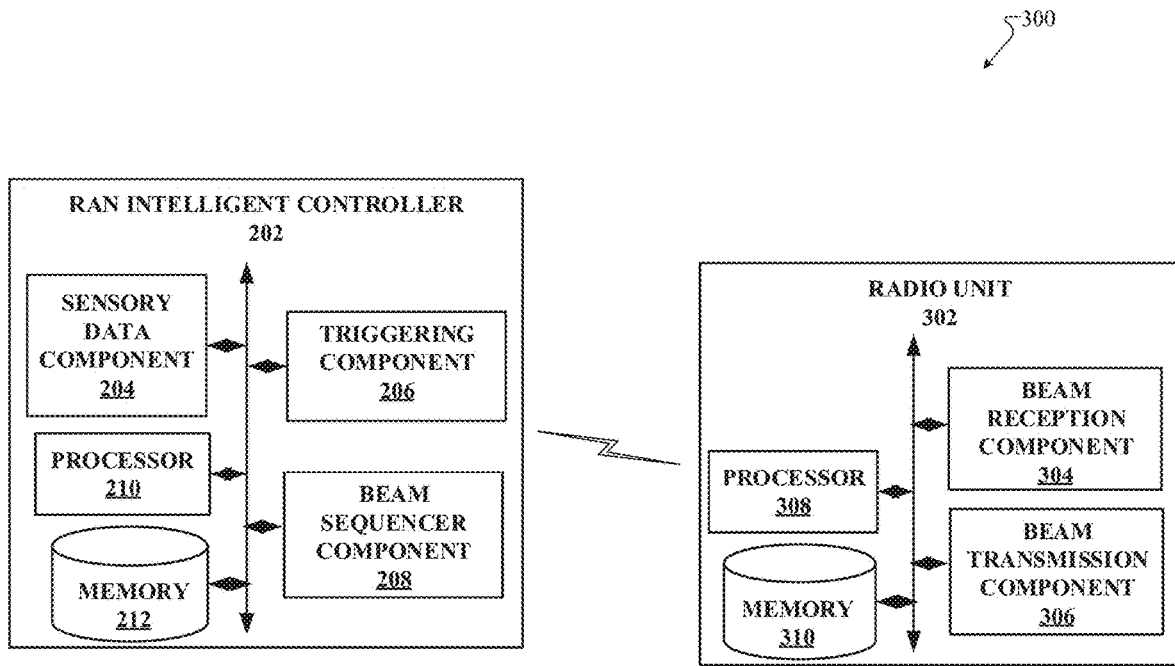 300
RAN INTELLIGENT CONTROLLER
202
SENSORY
DATA
COMPONENT
204
TRIGGERING
COMPONENT
206
PROCESSOR
210
BEAM
SEQUENCER
COMPONENT
208
MEMORY
212
RADIO UNIT
302
BEAM
RECEPTION
COMPONENT
304
PROCESSOR
308
BEAM
TRANSMISSION
COMPONENT
306
MEMORY
310